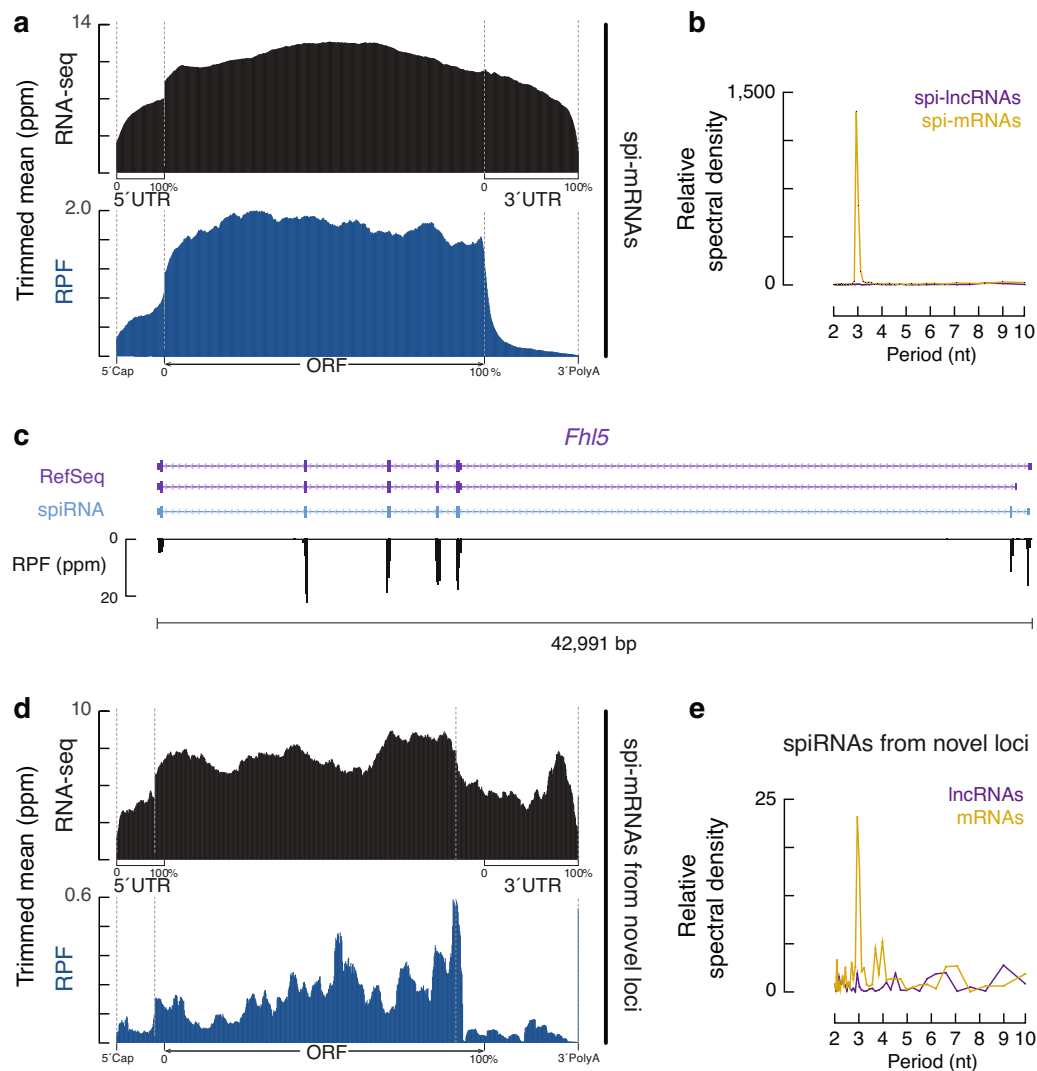 a
14
Trimmed mean (ppm)
RNA-seq
0
100%
5´UTR
0
100%
3´UTR
2.0
RPF
5´Cap
0
ORF
100%
3´PolyA
spi-mRNAs
b
1,500
spi-lncRNAs
spi-mRNAs
Relative
spectral density
0
2 3 4 5 6 7 8 9 10
Period (nt)
c
Fhl5
RefSeq
spiRNA
0
RPF (ppm)
20
42,991 bp
d
10
Trimmed mean (ppm)
RNA-seq
0
100%
5´UTR
0
100%
3´UTR
0.6
RPF
5´Cap
0
ORF
100%
3´PolyA
spi-mRNAs from novel loci
e
spiRNAs from novel loci
25
lncRNAs
mRNAs
Relative
spectral density
0
2 3 4 5 6 7 8 9 10
Period (nt)